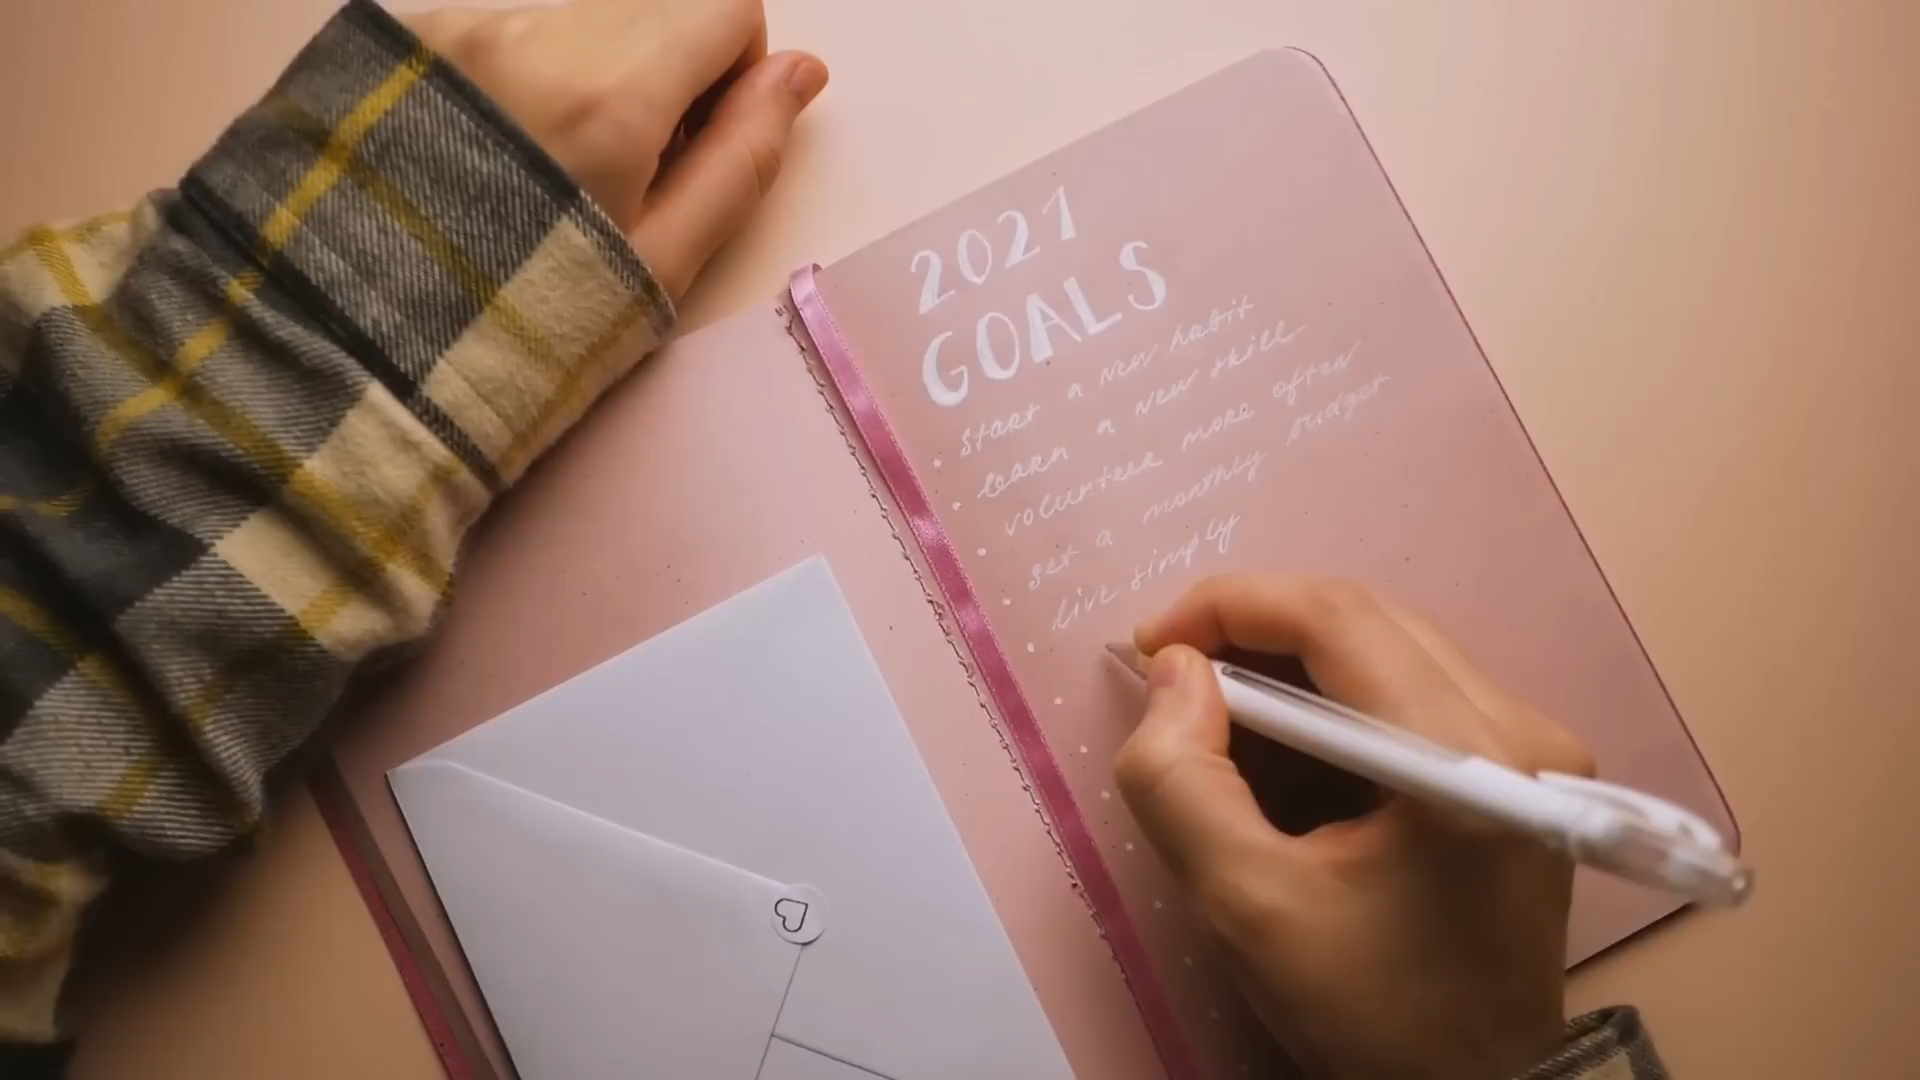 2021
GOALS
start a new habit
learn a new skill
volunteer more often
set a monthly budget
live simply